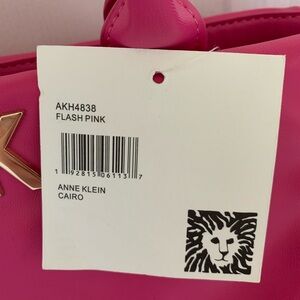 AKH4838
FLASH PINK
1 92815 06113 7
ANNE KLEIN
CAIRO